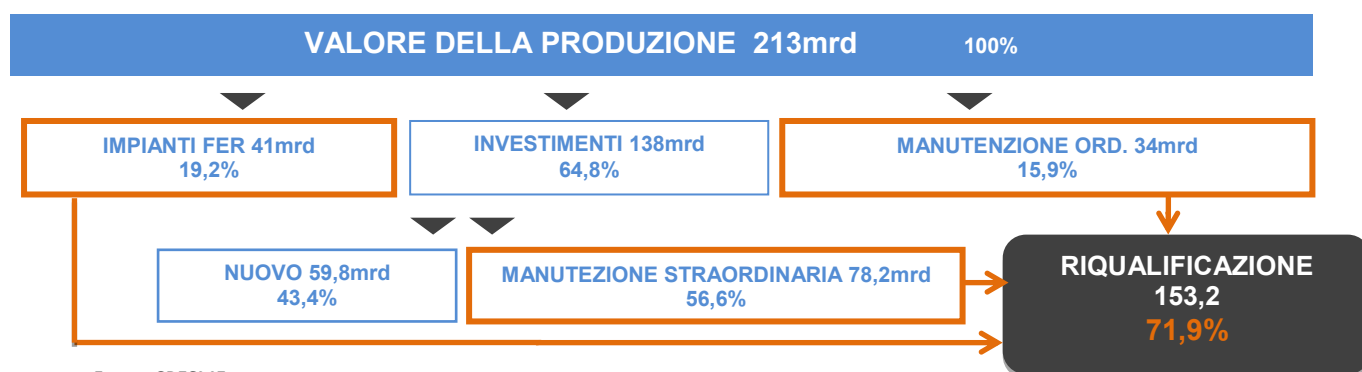 VALORE DELLA PRODUZIONE 213mrd 100%
IMPIANTI FER 41mrd
19,2%
INVESTIMENTI 138mrd
64,8%
MANUTENZIONE ORD. 34mrd
15,9%
NUOVO 59,8mrd
43,4%
MANUTEZIONE STRAORDINARIA 78,2mrd
56,6%
RIQUALIFICAZIONE
153,2
71,9%